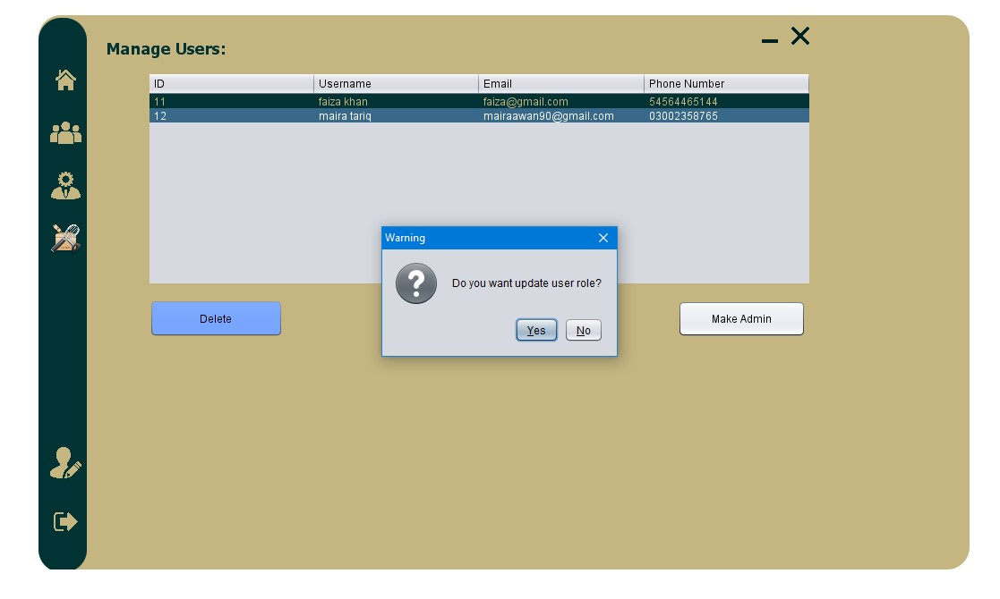 Manage Users:
ID Username Email Phone Number
11 faiza khan faiza@gmail.com 54564465144
12 maira tariq mairaawan90@gmail.com 03002358765
Warning
Do you want update user role?
Yes No
Delete Make Admin